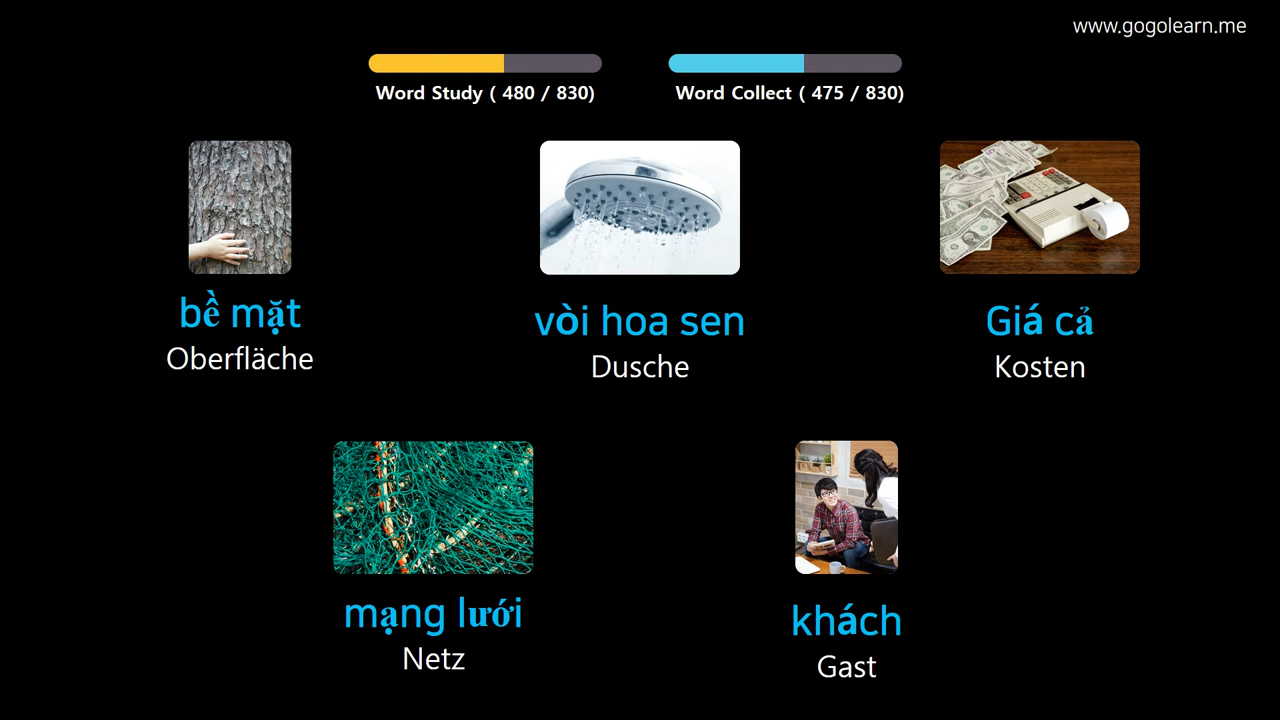 www.gogolearn.me
Word Study ( 480 / 830)
Word Collect ( 475 / 830)
bề mặt
Oberfläche
vòi hoa sen
Dusche
Giá cả
Kosten
mạng lưới
Netz
khách
Gast